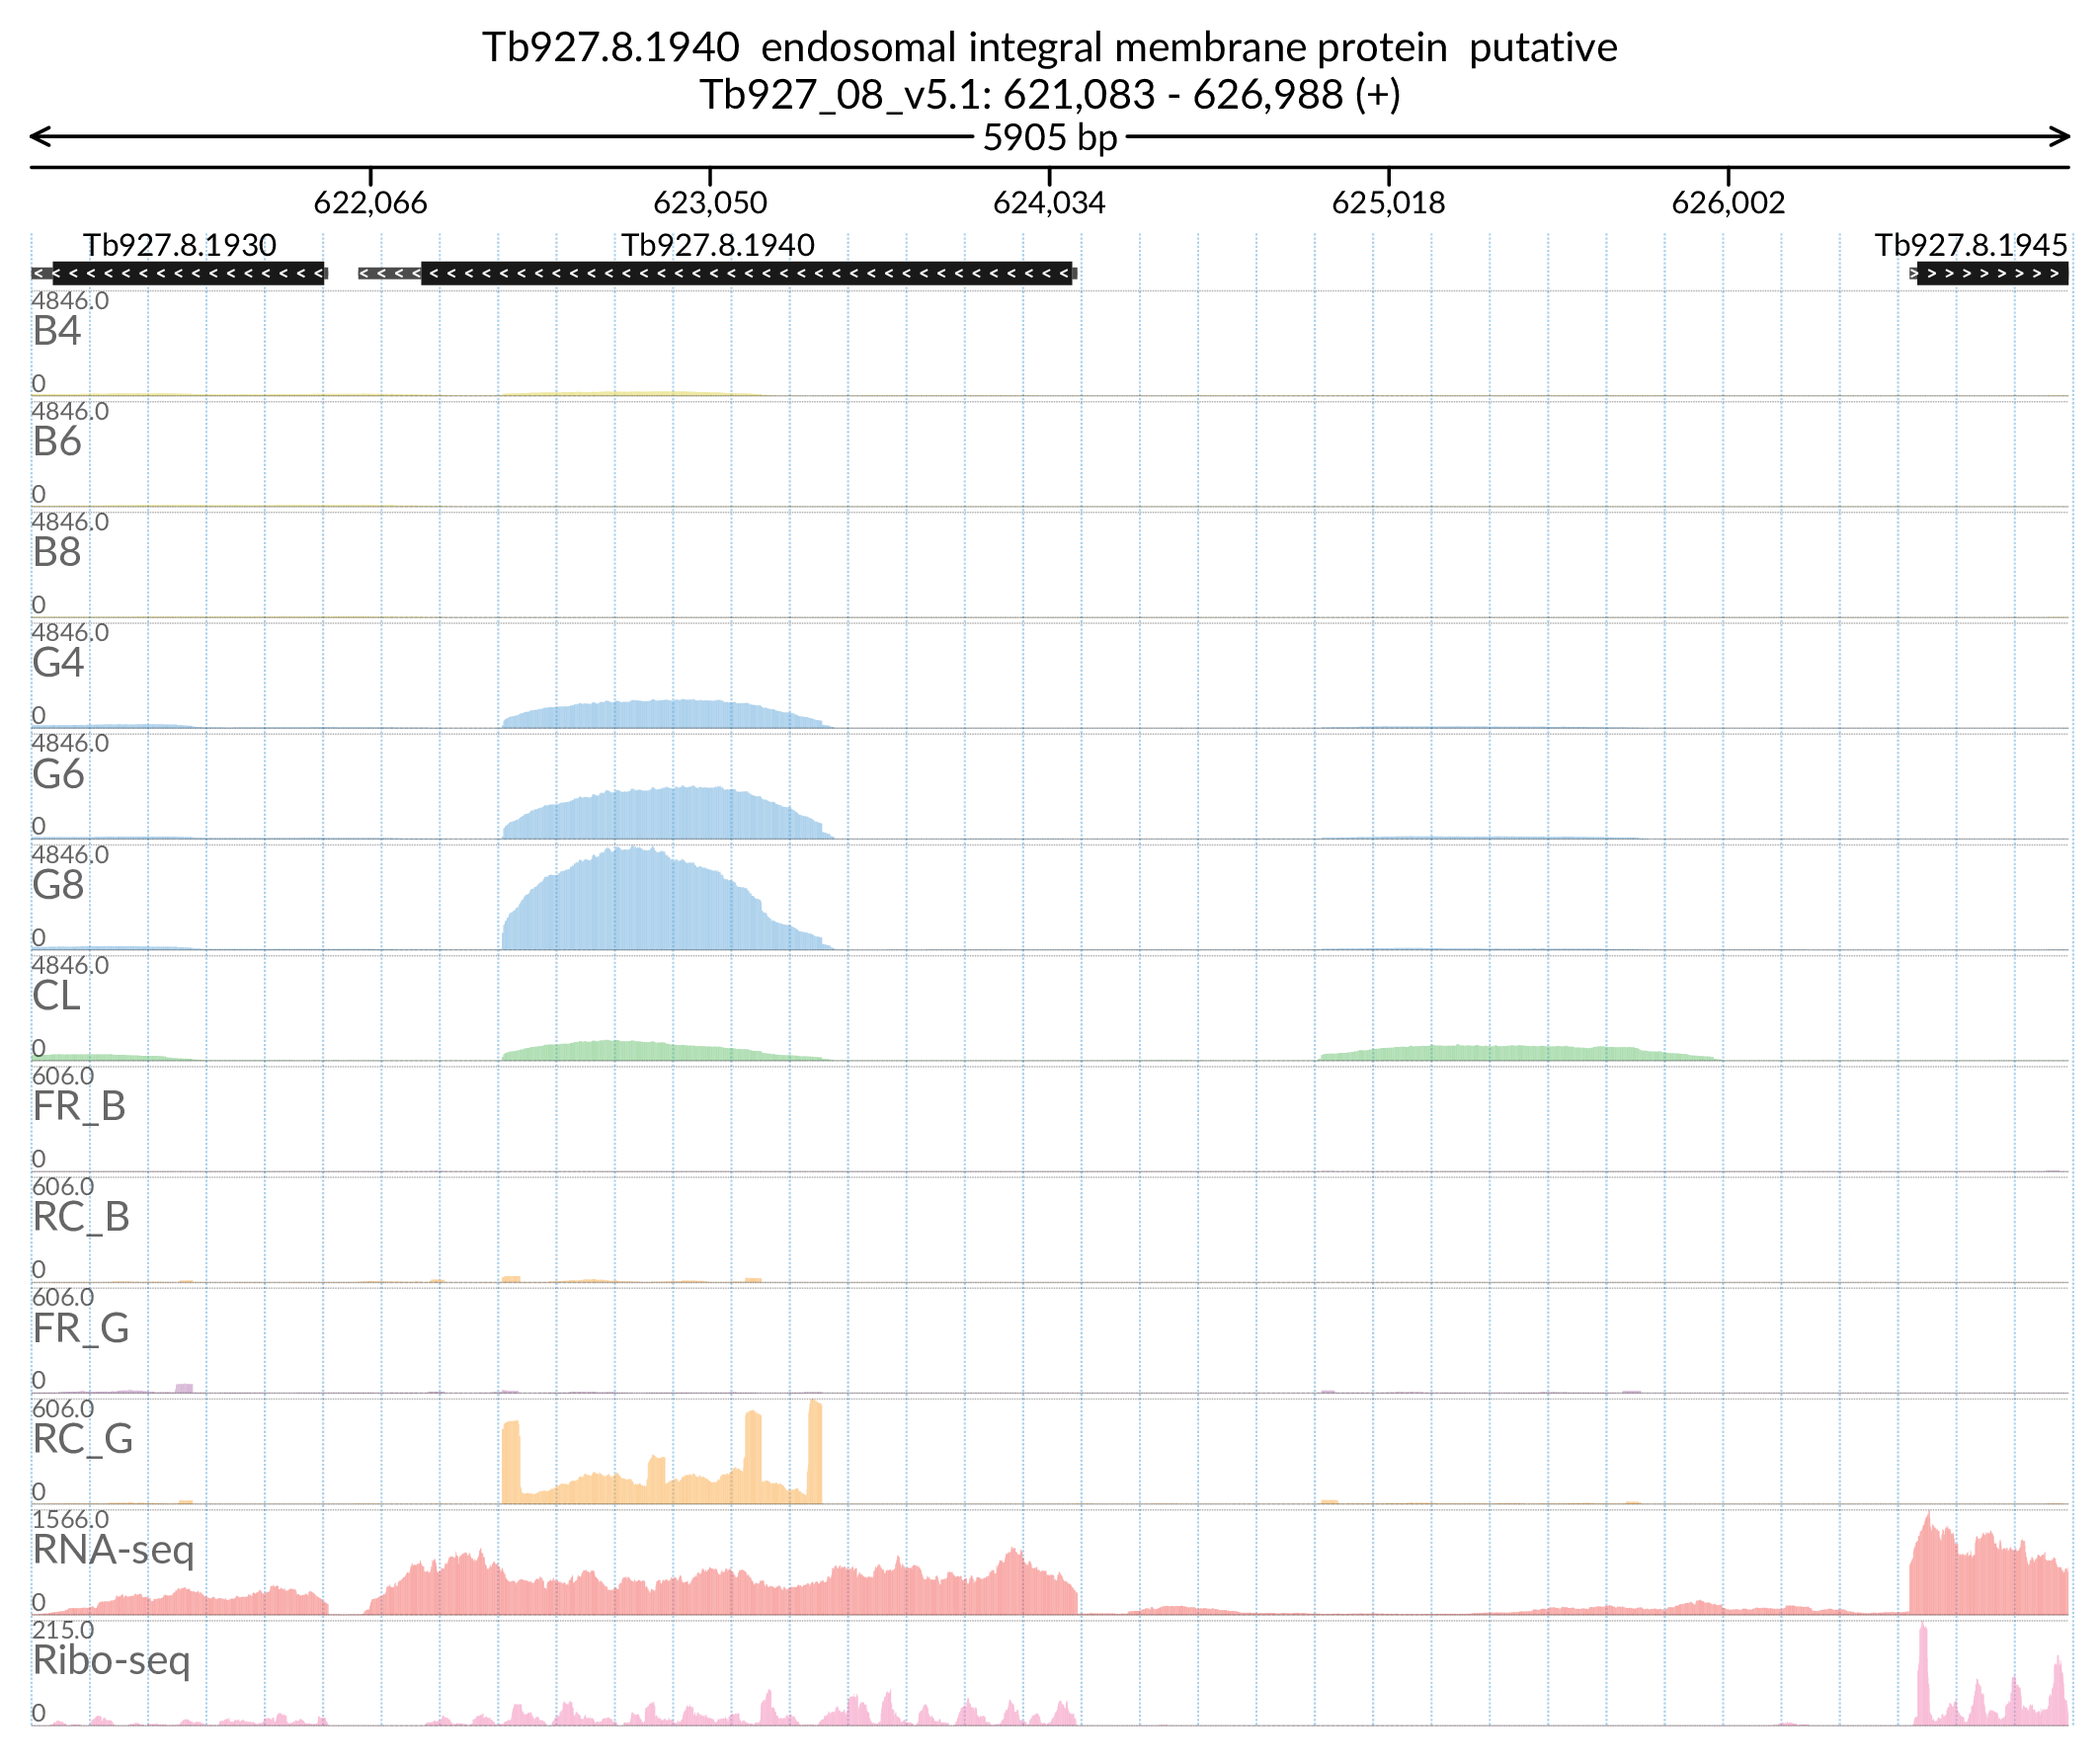 Tb927.8.1940  endosomal integral membrane protein  putative
Tb927_08_v5.1: 621,083 - 626,988 (+)
5905 bp
622,066 623,050 624,034 625,018 626,002
Tb927.8.1930 Tb927.8.1940 Tb927.8.1945
4846.0
B4
0
4846.0
B6
0
4846.0
B8
0
4846.0
G4
0
4846.0
G6
0
4846.0
G8
0
4846.0
CL
0
606.0
FR_B
0
606.0
RC_B
0
606.0
FR_G
0
606.0
RC_G
0
1566.0
RNA-seq
0
215.0
Ribo-seq
0